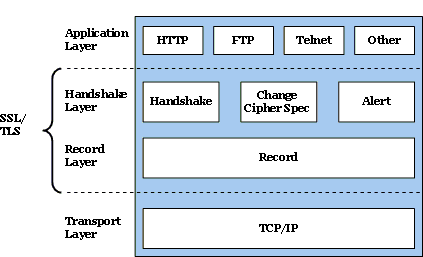 Application
Layer
HTTP
FTP
Telnet
Other
SSL/
TLS
Handshake
Layer
Handshake
Change
Cipher Spec
Alert
Record
Layer
Record
Transport
Layer
TCP/IP